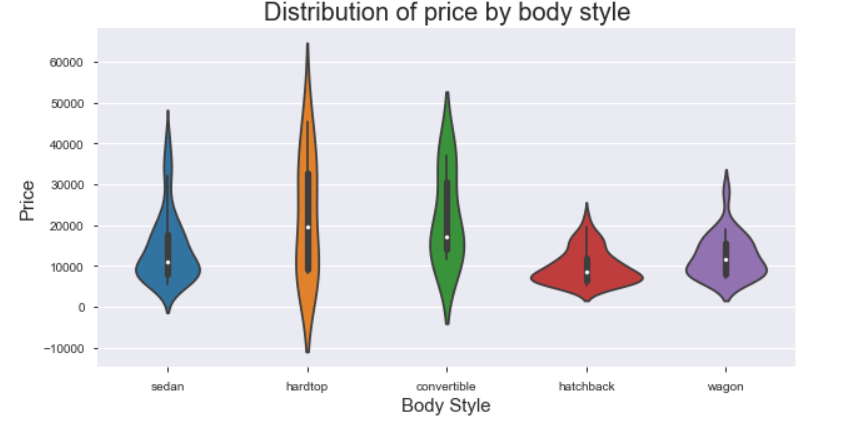 Distribution of price by body style
Price
60000
50000
40000
30000
20000
10000
0
−10000
sedan hardtop convertible hatchback wagon
Body Style